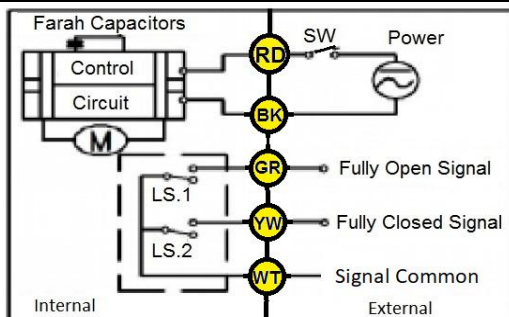 Farah Capacitors
SW
Power
RD
Control
Circuit
BK
M
GR
Fully Open Signal
LS.1
YW
Fully Closed Signal
LS.2
WT
Signal Common
Internal
External